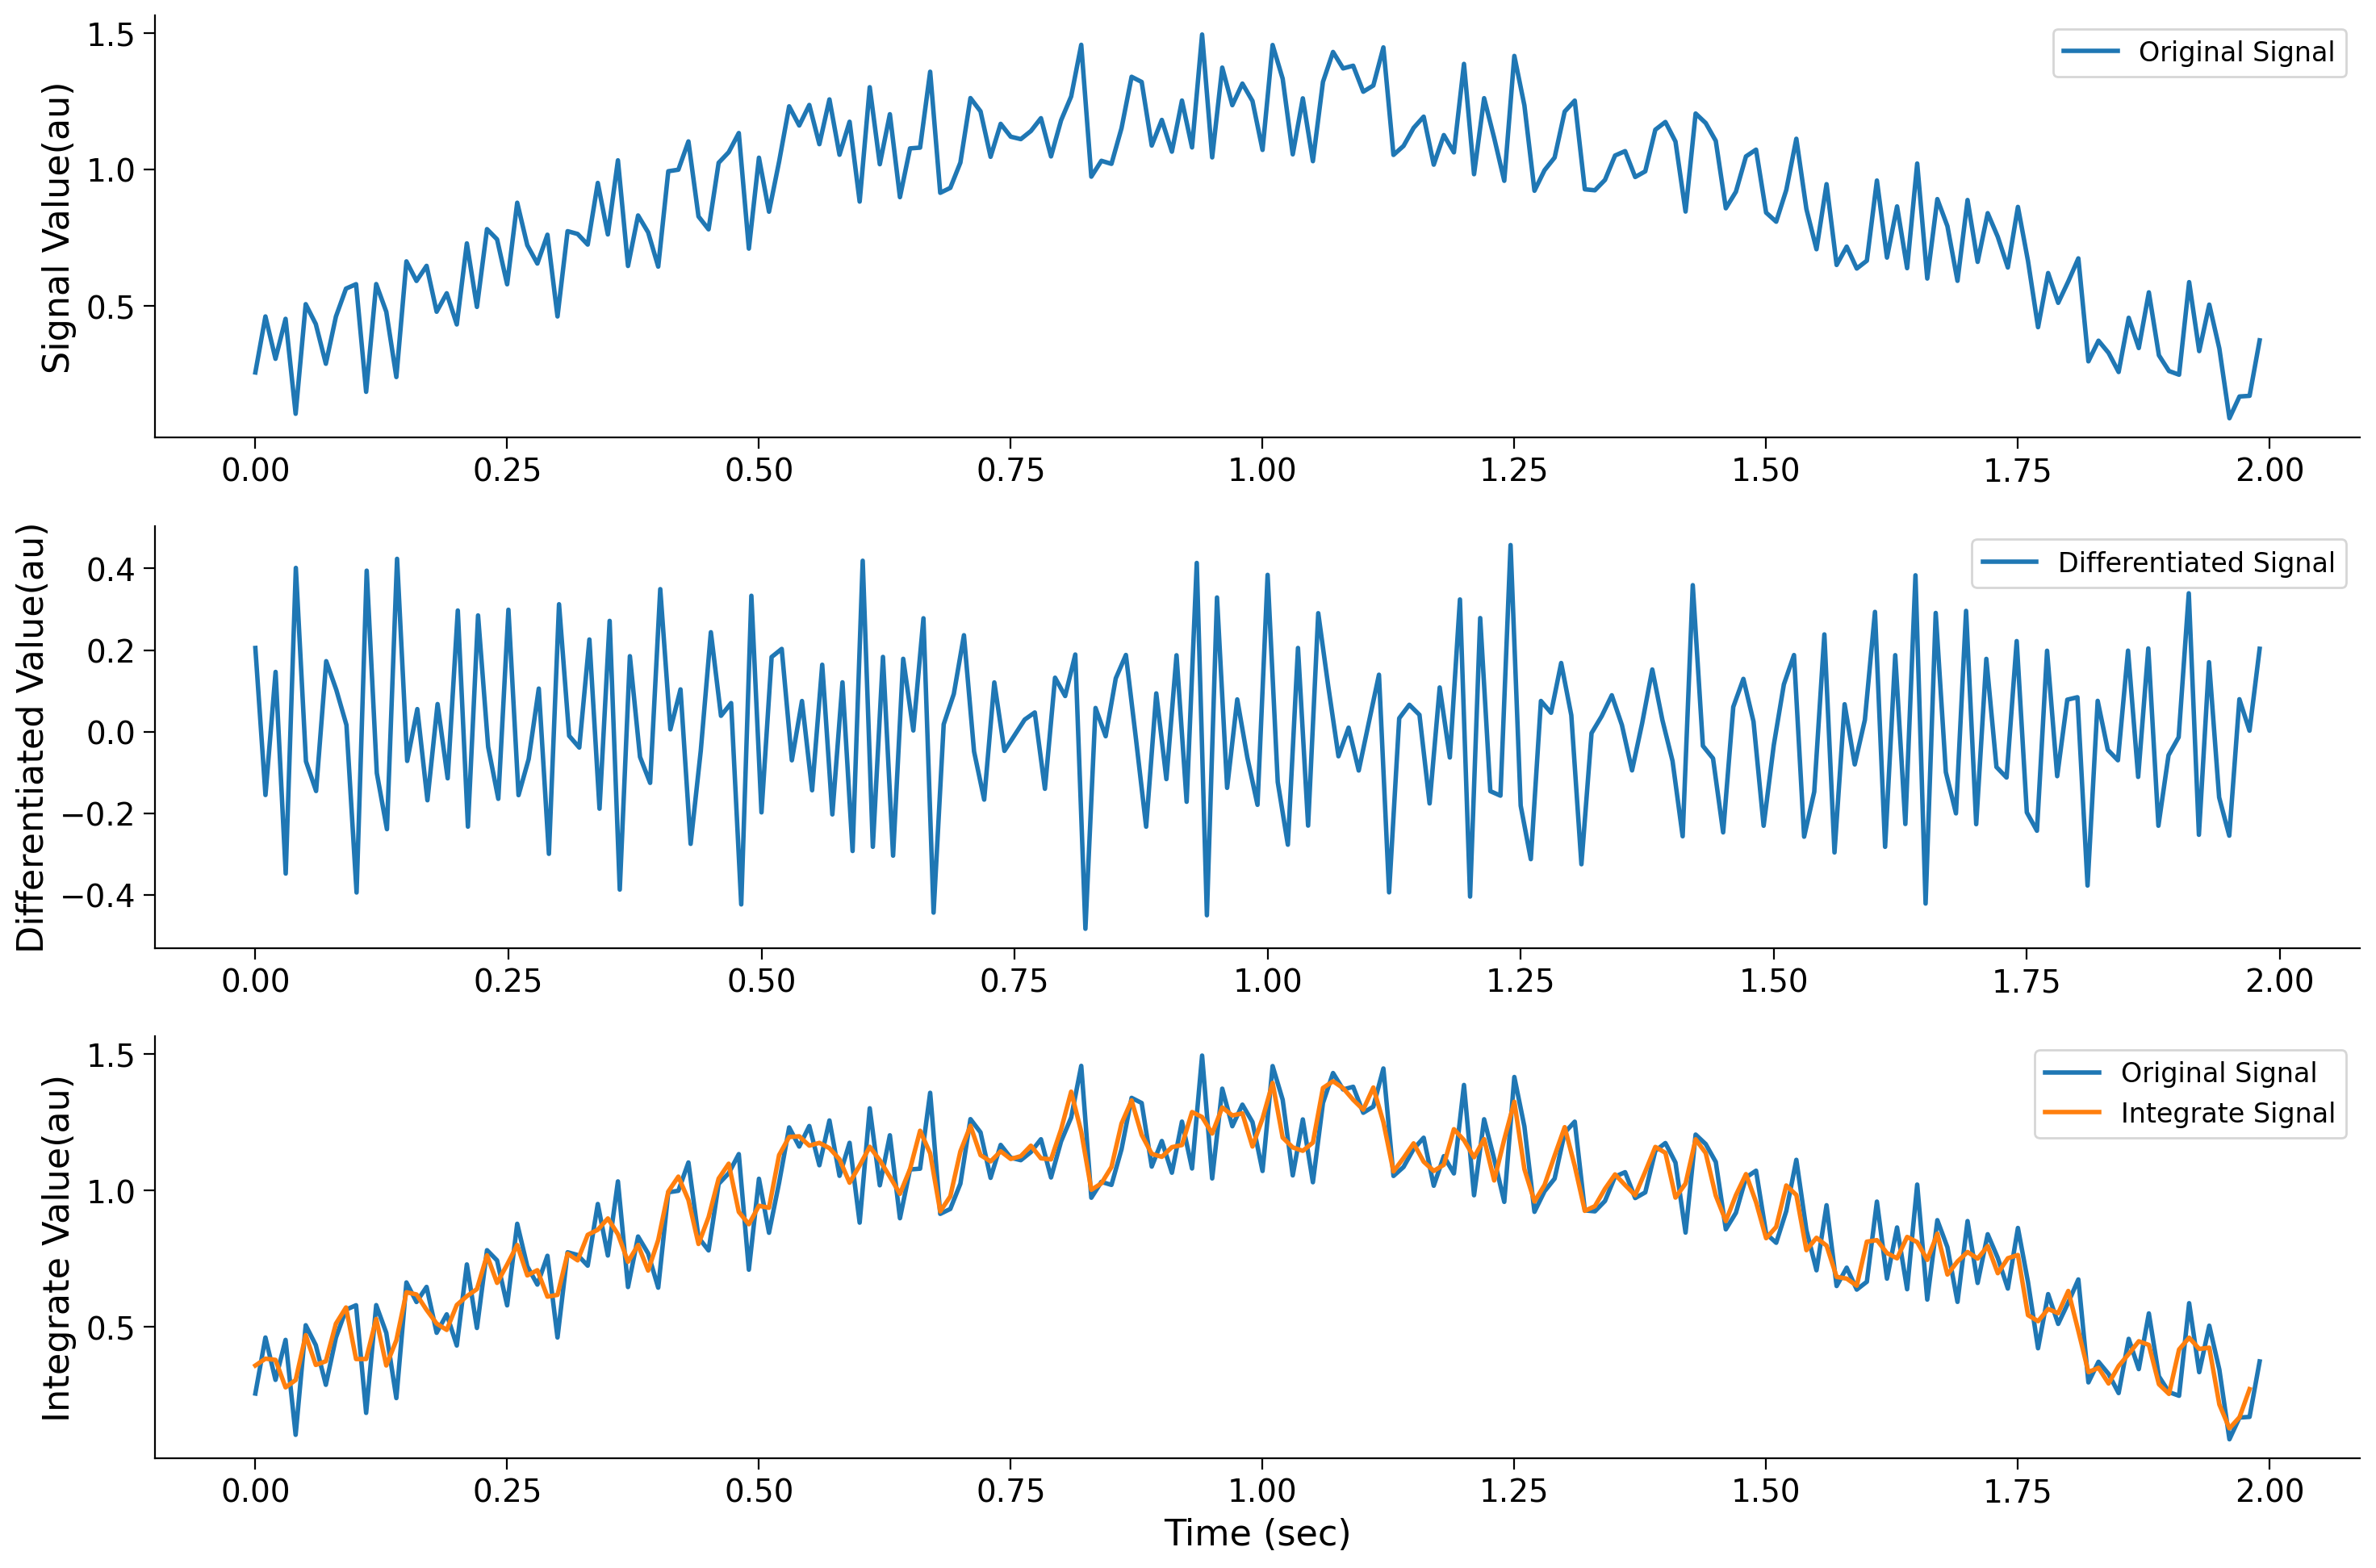 Signal Value(au)
1.5
1.0
0.5
Original Signal
0.00 0.25 0.50 0.75 1.00 1.25 1.50 1.75 2.00
Differentiated Value(au)
0.4
0.2
0.0
−0.2
−0.4
Differentiated Signal
0.00 0.25 0.50 0.75 1.00 1.25 1.50 1.75 2.00
Integrate Value(au)
1.5
1.0
0.5
Original Signal
Integrate Signal
0.00 0.25 0.50 0.75 1.00 1.25 1.50 1.75 2.00
Time (sec)